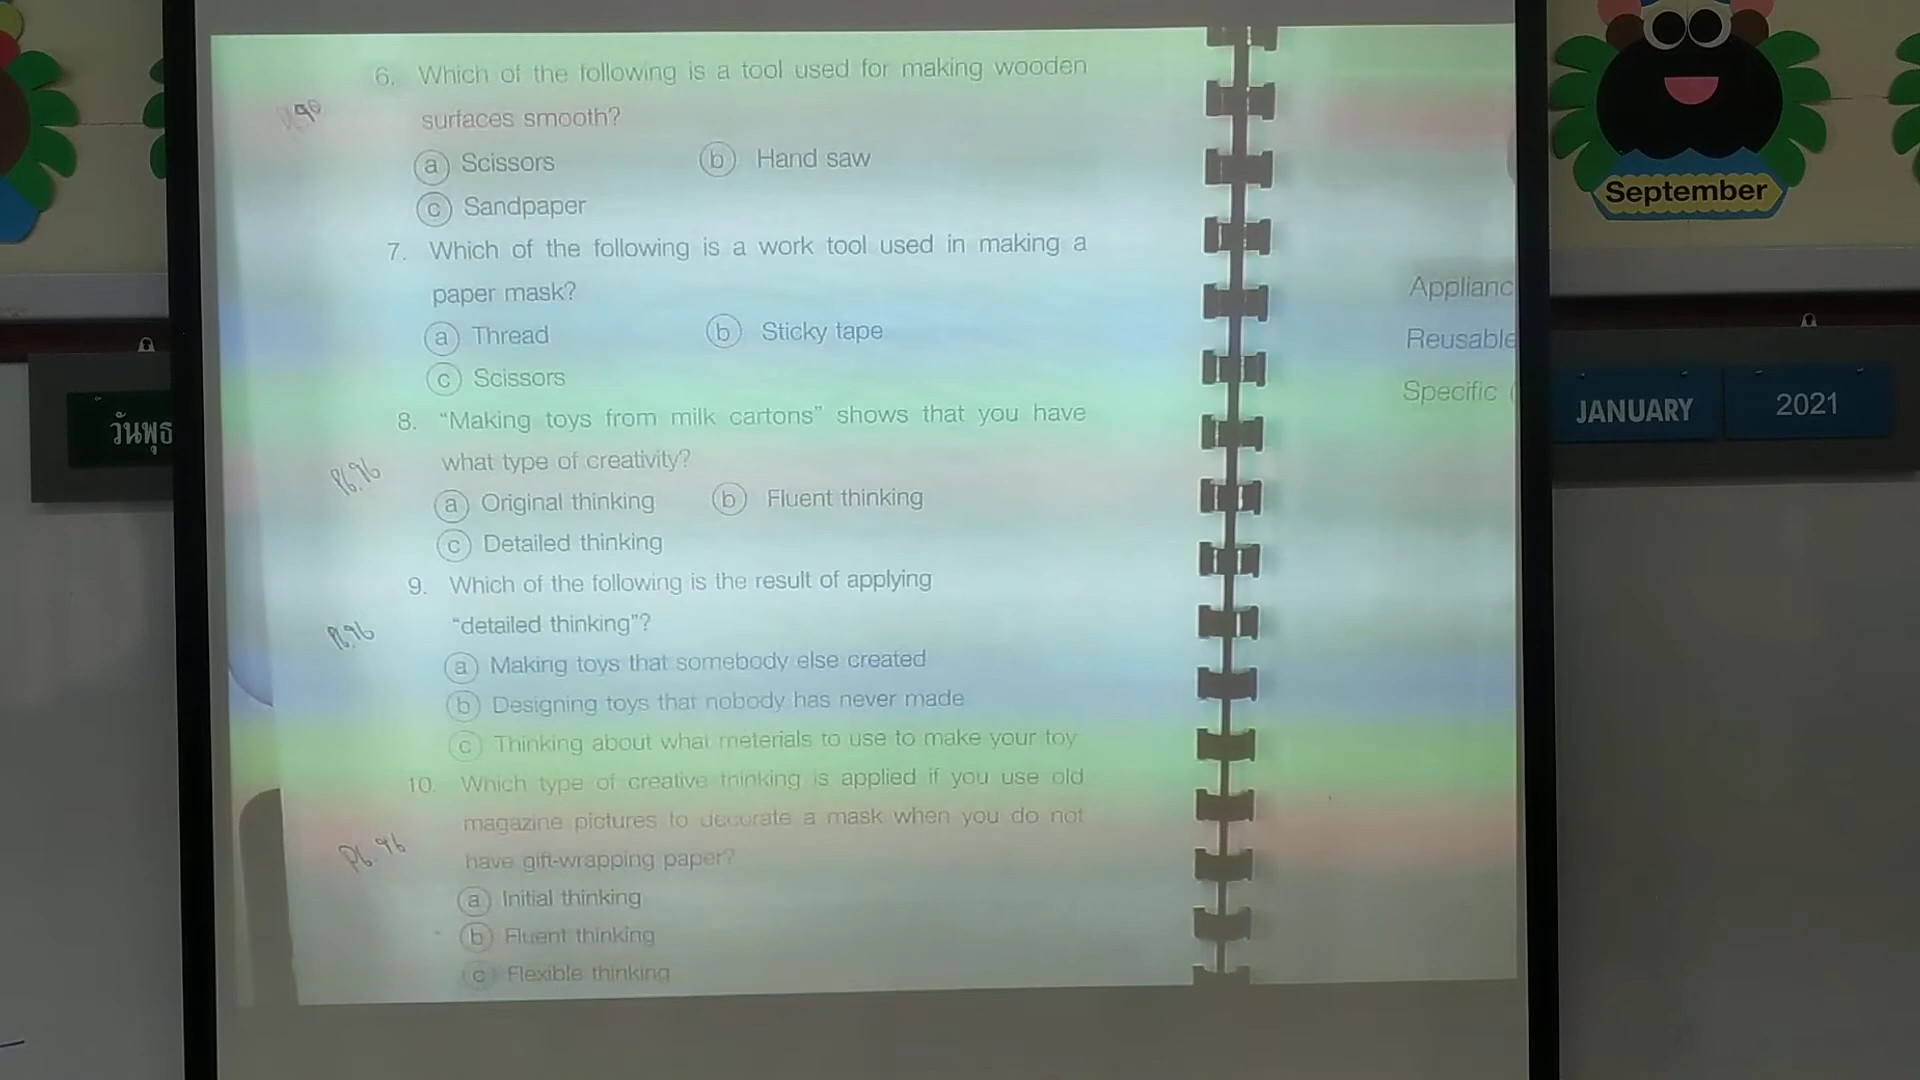 6. Which of the following is a tool used for making wooden
surfaces smooth?
a Scissors
b Hand saw
c Sandpaper
7. Which of the following is a work tool used in making a
paper mask?
a Thread
b Sticky tape
c Scissors
8. “Making toys from milk cartons” shows that you have
what type of creativity?
a Original thinking
b Fluent thinking
c Detailed thinking
9. Which of the following is the result of applying
“detailed thinking”?
a Making toys that somebody else created
b Designing toys that nobody has never made
c Thinking about what meterials to use to make your toy
10. Which type of creative thinking is applied if you use old
magazine pictures to decorate a mask when you do not
have gift-wrapping paper?
a Initial thinking
b Fluent thinking
c Flexible thinking
P6.96
P6.96
Applianc
Reusable
Specific (
September
JANUARY 2021
วันพุธ